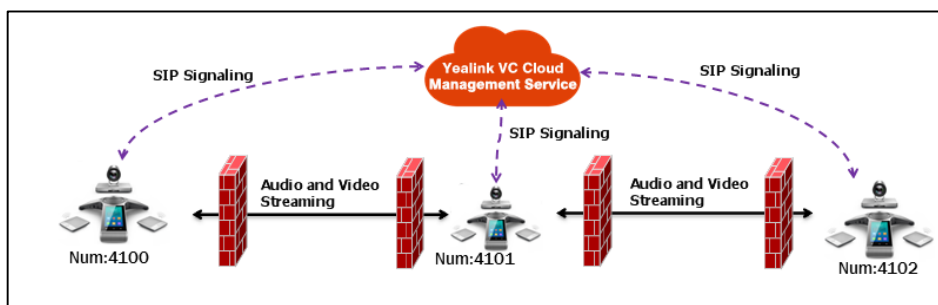 SIP Signaling
Yealink VC Cloud
Management Service
SIP Signaling
SIP Signaling
Audio and Video
Streaming
Audio and Video
Streaming
Num:4100
Num:4101
Num:4102